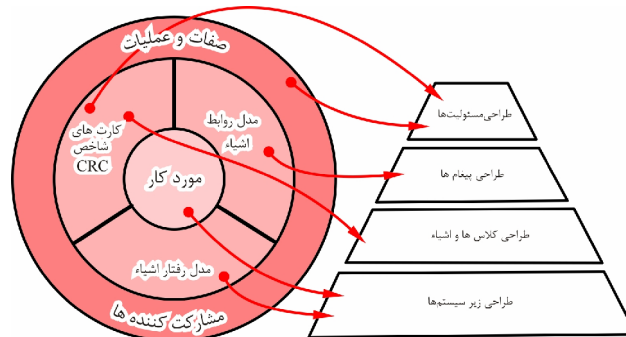 صفات و عملیات
کارت های
شاخص
CRC
مدل روابط
اشیاء
مورد کار
مدل رفتار اشیاء
مشارکت کننده ها
طراحی‌مسئولیت‌ها
طراحی پیغام ها
طراحی کلاس ها و اشیاء
طراحی زیر سیستم‌ها